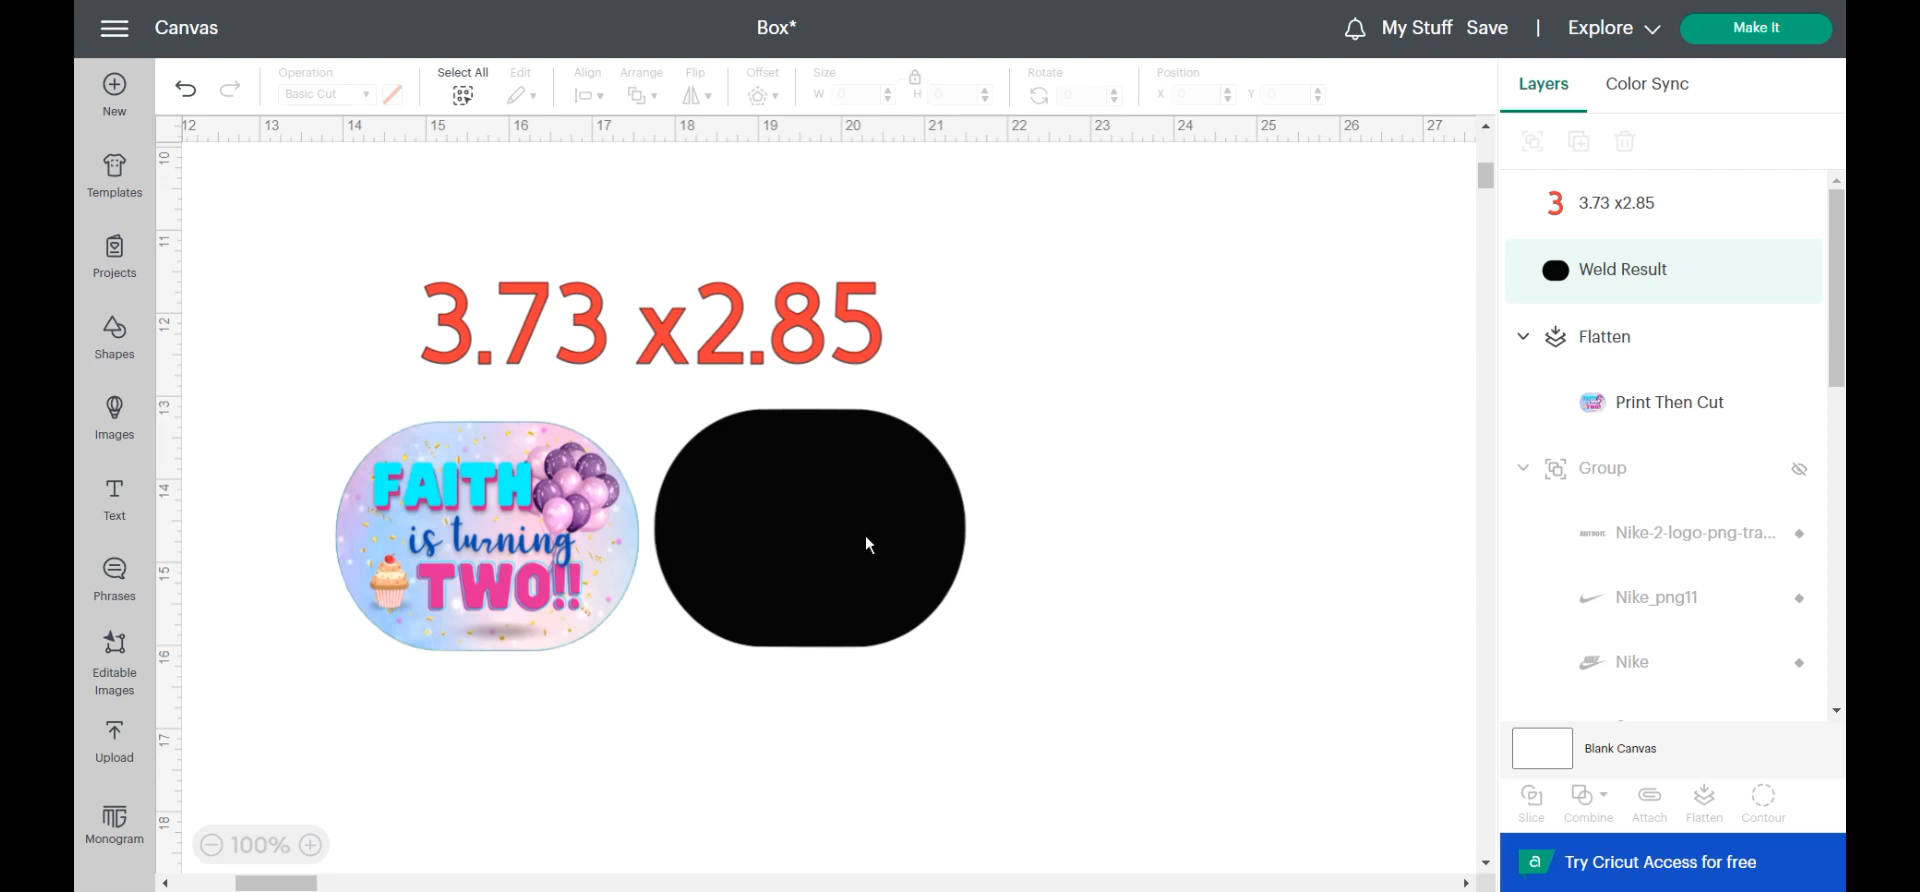 Canvas
Box*
My Stuff
Save
|
Explore
Make It
New
Templates
Projects
Shapes
Images
Text
Phrases
Editable
Images
Upload
Monogram
Operation
Basic Cut
Select All
Edit
Align
Arrange
Flip
Offset
Size
W 0
H 0
Rotate
0
Position
X 0
Y 0
12 13 14 15 16 17 18 19 20 21 22 23 24 25 26 27
10
11
12
13
14
15
16
17
18
3.73 x2.85
FAITH
is turning
TWO!!
100%
Layers
Color Sync
3 3.73 x2.85
Weld Result
Flatten
Print Then Cut
Group
Nike-2-logo-png-tra...
Nike_png11
Nike
Blank Canvas
Slice
Combine
Attach
Flatten
Contour
a Try Cricut Access for free